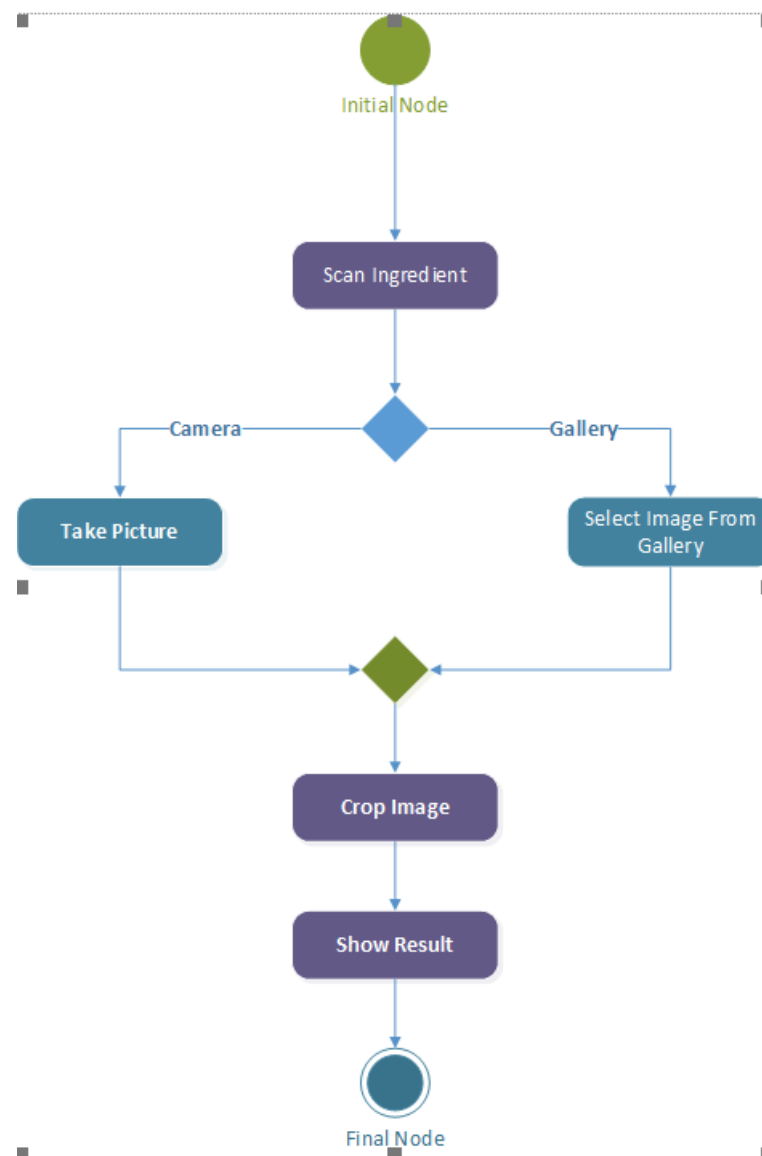 Initial Node
Scan Ingredient
Camera
Gallery
Take Picture
Select Image From
Gallery
Crop Image
Show Result
Final Node